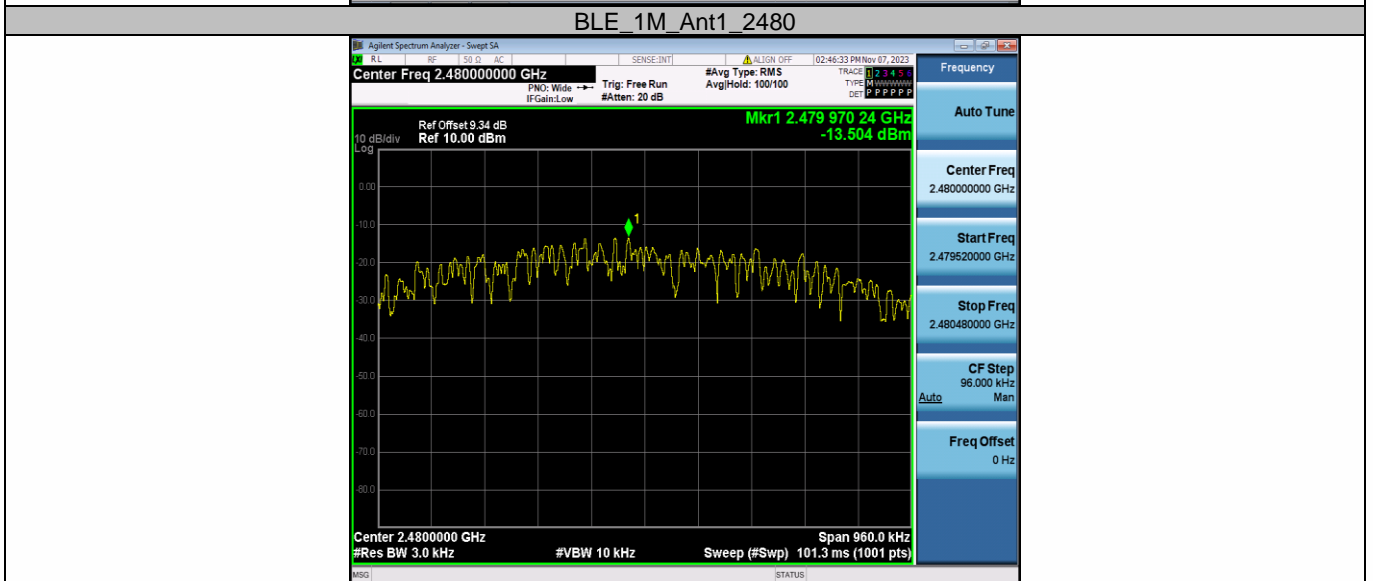 BLE_1M_Ant1_2480
Agilent Spectrum Analyzer - Swept SA
RL RF 50 Ω AC SENSE:INT ALIGN OFF 02:46:33 PM Nov 07, 2023
Center Freq 2.480000000 GHz #Avg Type: RMS TRACE 1 2 3 4 5 6 Frequency
PNO: Wide Trig: Free Run Avg|Hold: 100/100 TYPE M WWWWW
IFGain:Low #Atten: 20 dB DET P P P P P P
Auto Tune
Ref Offset 9.34 dB Mkr1 2.479 970 24 GHz
10 dB/div Ref 10.00 dBm -13.504 dBm
Log
1
0.00
-10.0
-20.0
-30.0
-40.0
-50.0
-60.0
-70.0
-80.0
Center Freq
2.480000000 GHz
Start Freq
2.479520000 GHz
Stop Freq
2.480480000 GHz
CF Step
96.000 kHz
Auto Man
Freq Offset
0 Hz
Center 2.4800000 GHz Span 960.0 kHz
#Res BW 3.0 kHz #VBW 10 kHz Sweep (#Swp) 101.3 ms (1001 pts)
MSG STATUS